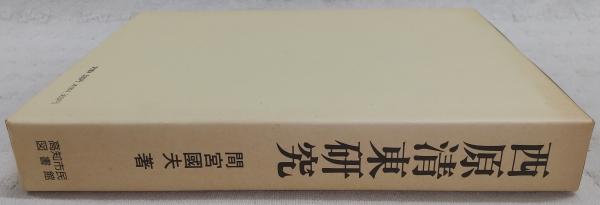 西原清東研究
間宮國夫著
高知市民
図書館